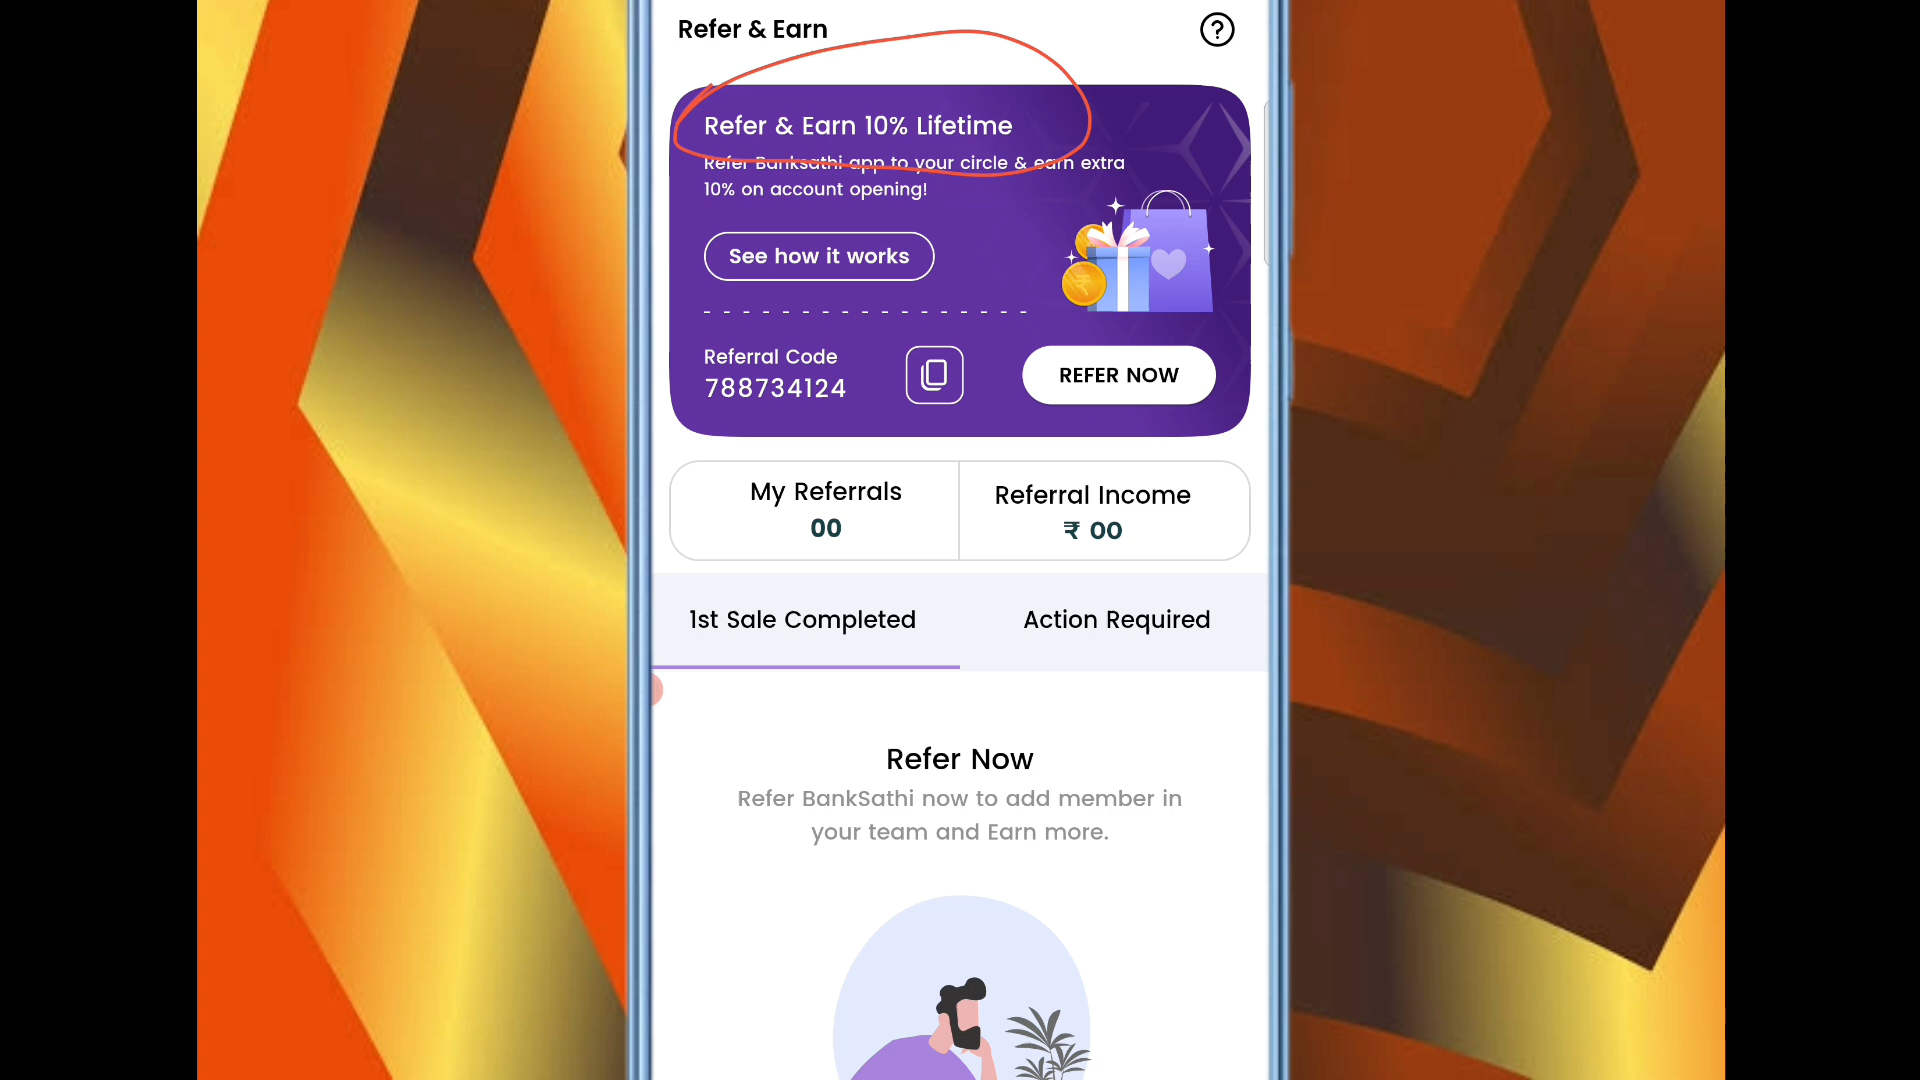 Refer & Earn
Refer & Earn 10% Lifetime
Refer Banksathi app to your circle & earn extra
10% on account opening!
See how it works
Referral Code
788734124
REFER NOW
My Referrals
00
Referral Income
₹ 00
1st Sale Completed
Action Required
Refer Now
Refer BankSathi now to add member in
your team and Earn more.